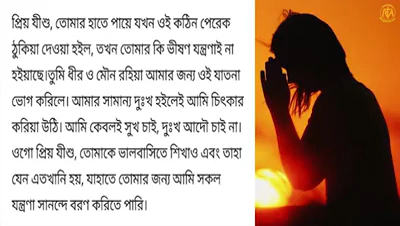 প্রিয় যীশু, তোমার হাতে পায়ে যখন ওই কঠিন পেরেক
ঠুকিয়া দেওয়া হইল, তখন তোমার কি ভীষণ যন্ত্রণাই না
হইয়াছে।তুমি ধীর ও মৌন রহিয়া আমার জন্য ওই যাতনা
ভোগ করিলে। আমার সামান্য দুঃখ হইলেই আমি চিৎকার
করিয়া উঠি। আমি কেবলই সুখ চাই, দুঃখ আদৌ চাই না।
ওগো প্রিয় যীশু, তোমাকে ভালবাসিতে শিখাও এবং তাহা
যেন এতখানি হয়, যাহাতে তোমার জন্য আমি সকল
যন্ত্রণা সানন্দে বরণ করিতে পারি।